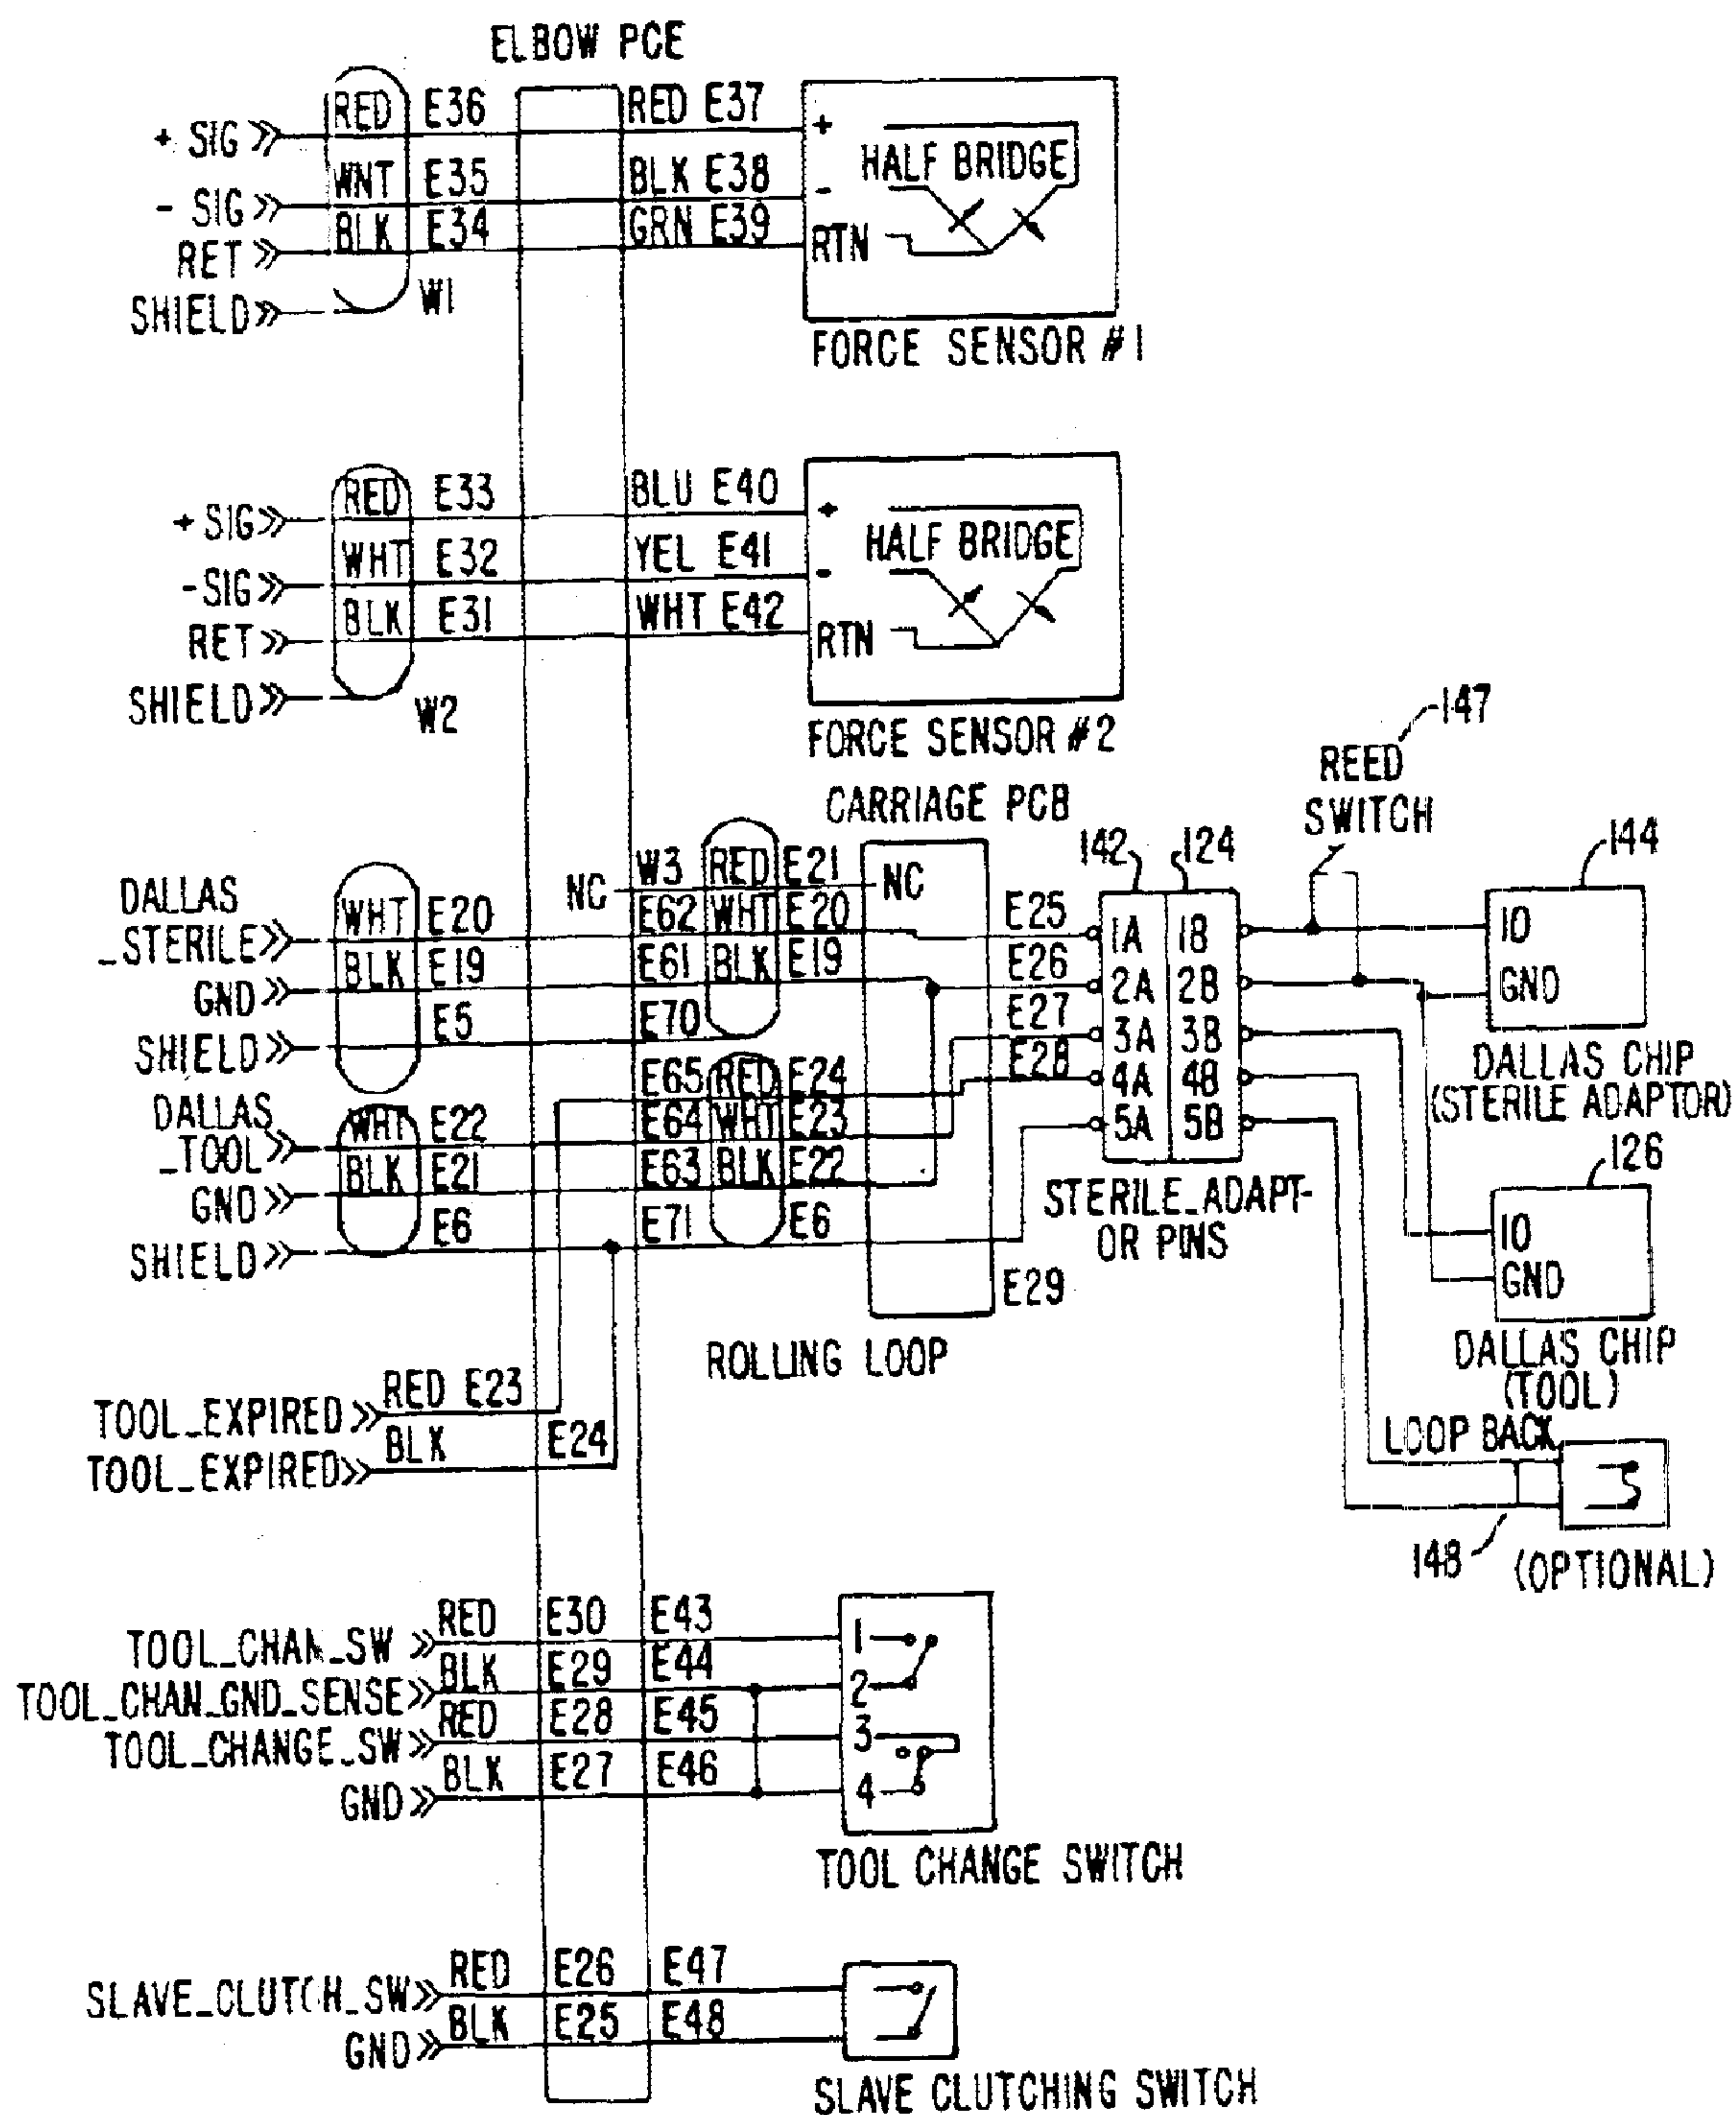 ELBOW PCE
+ SIG RED E36 RED E37 +
- SIG WNT E35 BLK E38 -
RET BLK E34 GRN E39 RTN
HALF BRIDGE
SHIELD W1
FORCE SENSOR #1
+ SIG RED E33 BLU E40 +
-SIG WHT E32 YEL E41 -
RET BLK E31 WHT E42 RTN
HALF BRIDGE
SHIELD W2
FORCE SENSOR #2
147
REED
SWITCH
CARRIAGE PCB
142 124 144
NC W3 RED E21 NC
DALLAS
_STERILE WHT E20 E62 WHT E20 E25 1A 1B IO
GND BLK E19 E61 BLK E19 E26 2A 2B GND
SHIELD E5 E70 E27 3A 3B
E65 RED E24 E28 4A 4B
DALLAS CHIP
(STERILE ADAPTOR)
DALLAS
_TOOL WHT E22 E64 WHT E23 5A 5B
GND BLK E21 E63 BLK E22
SHIELD E6 E71 E6
E29
STERILE_ADAPT-
OR PINS
126
IO
GND
DALLAS CHIP
(TOOL)
ROLLING LOOP
TOOL_EXPIRED RED E23
TOOL_EXPIRED BLK E24
LOOP BACK
148 (OPTIONAL)
TOOL_CHAN_SW RED E30 E43 1
TOOL_CHAN_GND_SENSE BLK E29 E44 2
TOOL_CHANGE_SW RED E28 E45 3
GND BLK E27 E46 4
TOOL CHANGE SWITCH
SLAVE_CLUTCH_SW RED E26 E47
GND BLK E25 E48
SLAVE CLUTCHING SWITCH